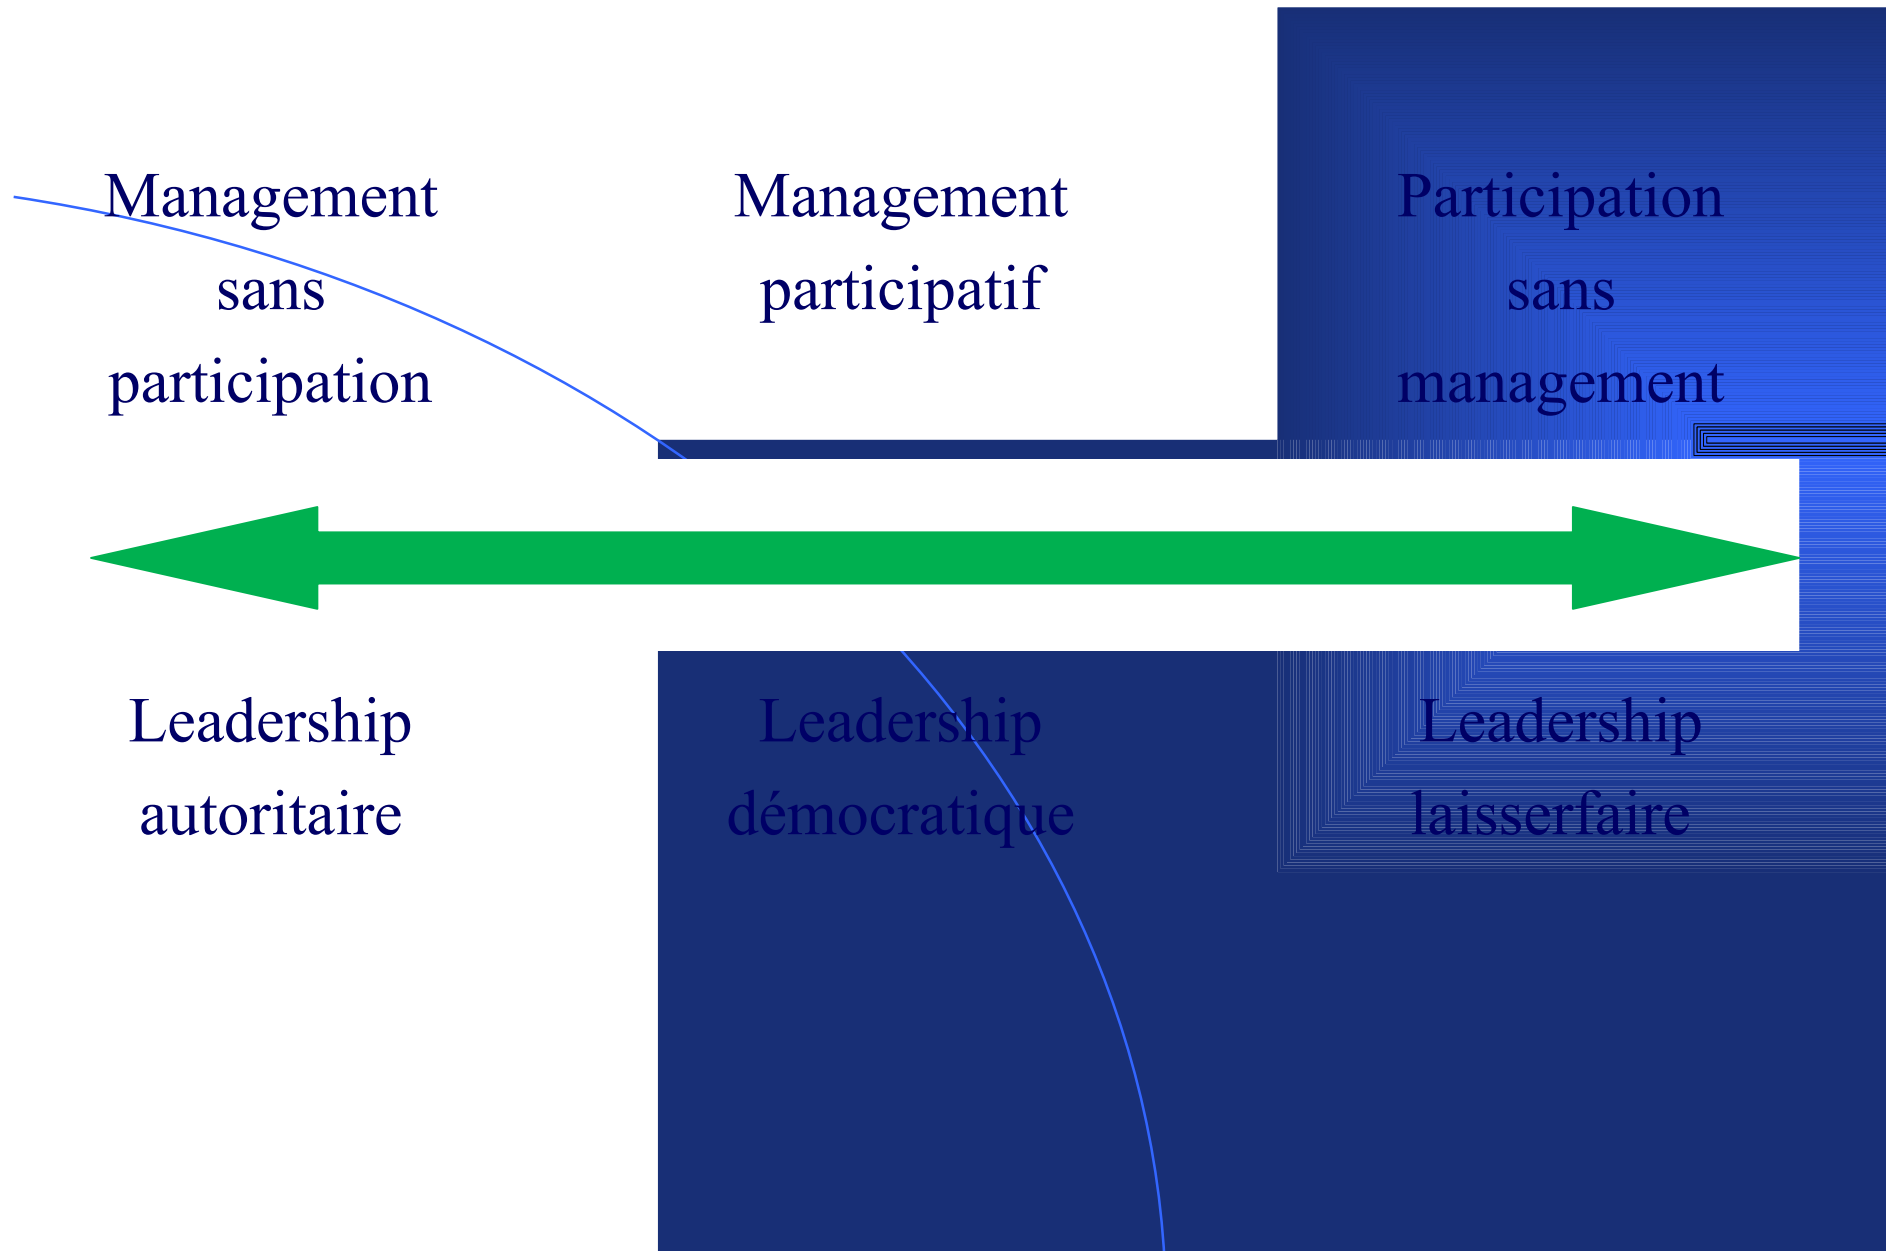 Management
sans
participation
Management
participatif
Participation
sans
management
Leadership
autoritaire
Leadership
démocratique
Leadership
laisserfaire